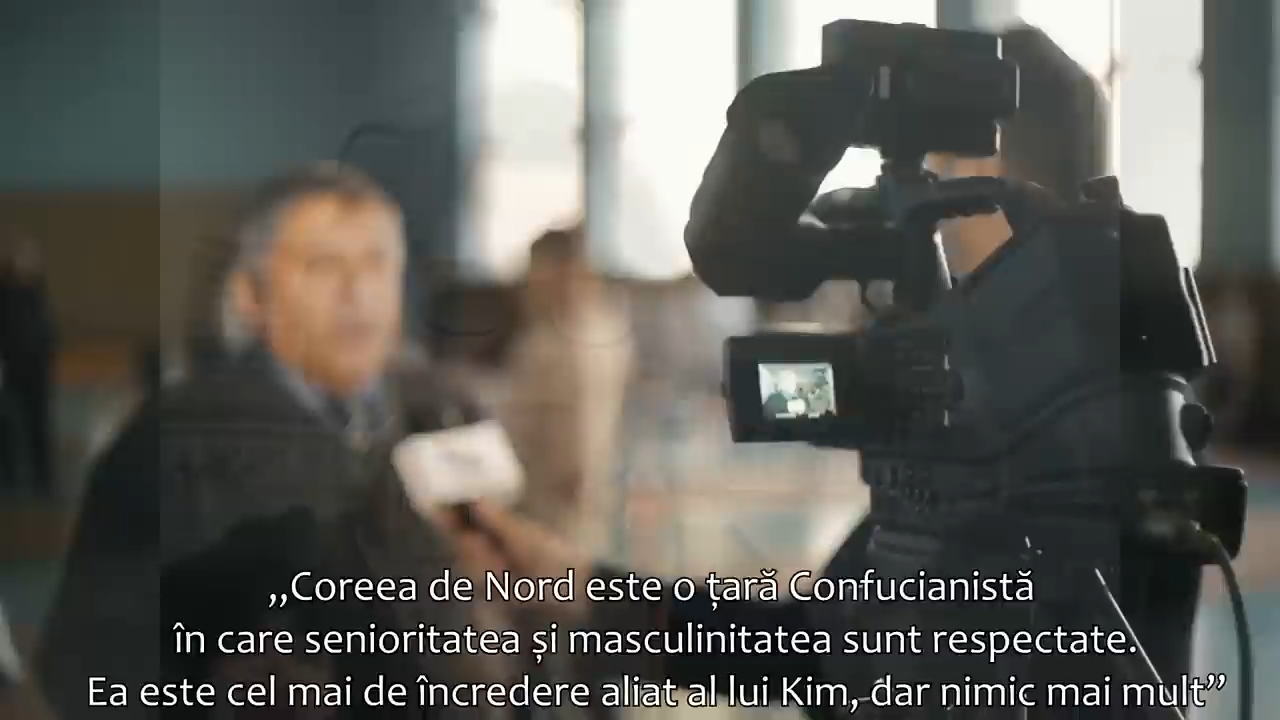 ,,Coreea de Nord este o țară Confucianistă
în care senioritatea și masculinitatea sunt respectate.
Ea este cel mai de încredere aliat al lui Kim, dar nimic mai mult”